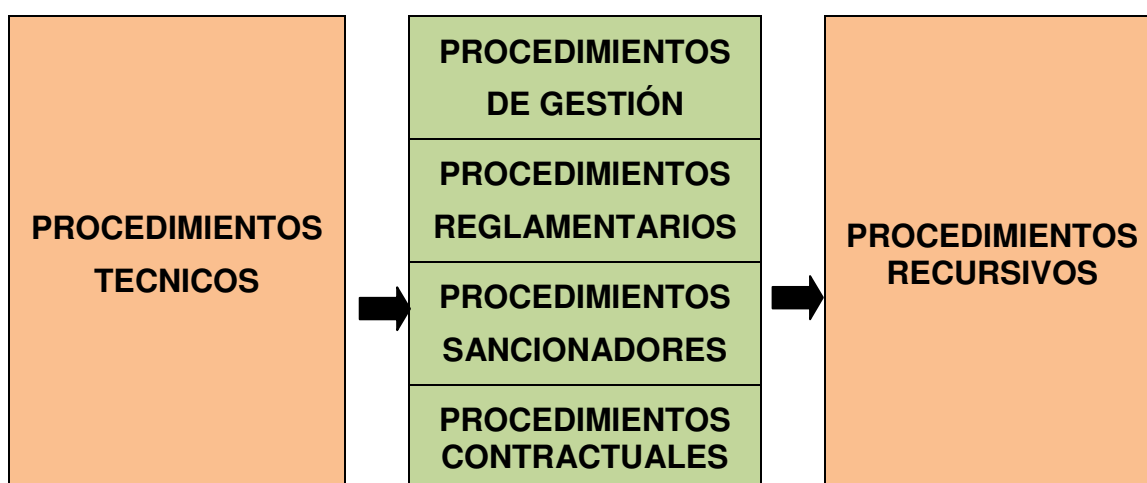 PROCEDIMIENTOS
TECNICOS
PROCEDIMIENTOS
DE GESTIÓN
PROCEDIMIENTOS
REGLAMENTARIOS
PROCEDIMIENTOS
SANCIONADORES
PROCEDIMIENTOS
CONTRACTUALES
PROCEDIMIENTOS
RECURSIVOS